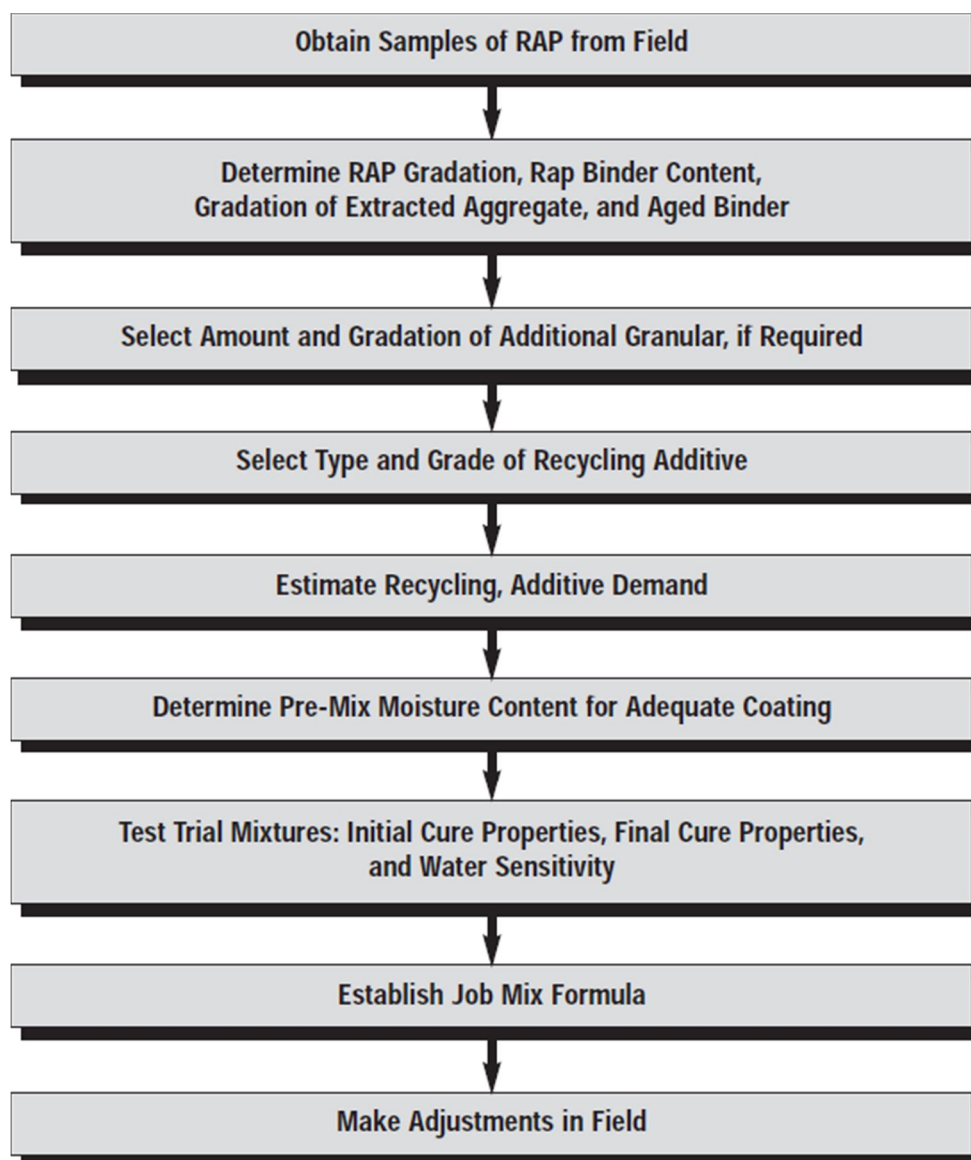 Obtain Samples of RAP from Field
Determine RAP Gradation, Rap Binder Content,
Gradation of Extracted Aggregate, and Aged Binder
Select Amount and Gradation of Additional Granular, if Required
Select Type and Grade of Recycling Additive
Estimate Recycling, Additive Demand
Determine Pre-Mix Moisture Content for Adequate Coating
Test Trial Mixtures: Initial Cure Properties, Final Cure Properties,
and Water Sensitivity
Establish Job Mix Formula
Make Adjustments in Field